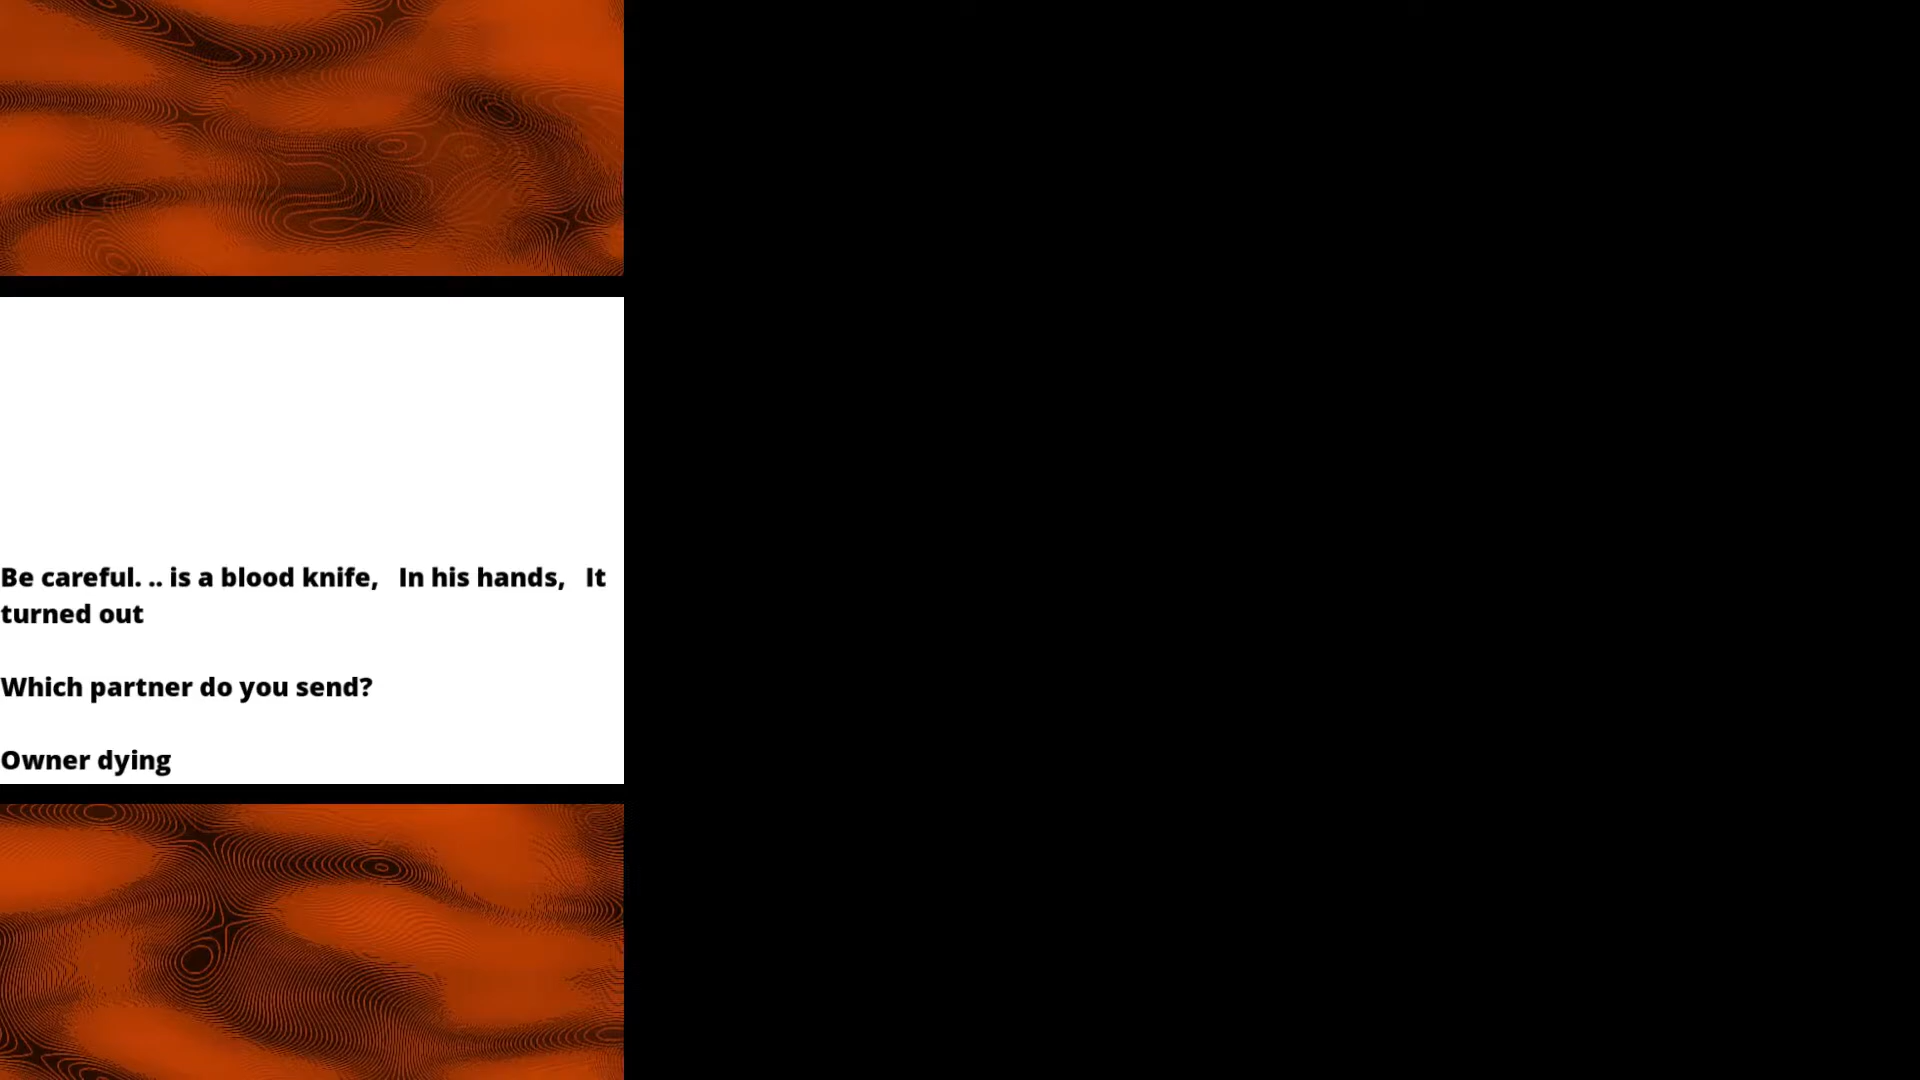 Be careful. .. is a blood knife,   In his hands,   It
turned out
Which partner do you send?
Owner dying